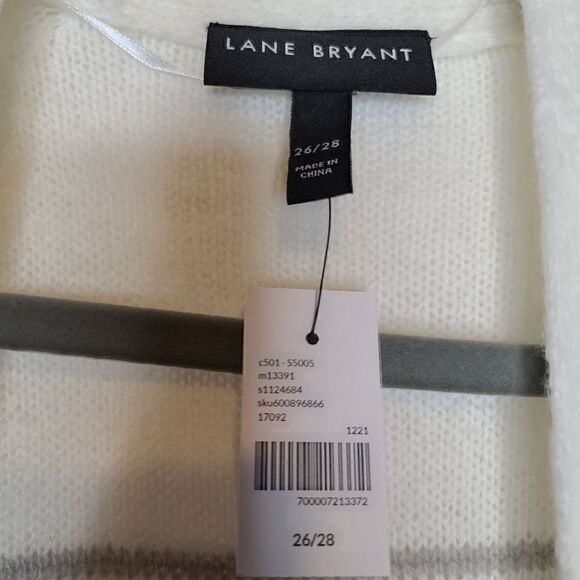 LANE BRYANT
26/28
MADE IN
CHINA
c501 - S5005
m13391
s1124684
sku600896866
17092
1221
700007213372
26/28